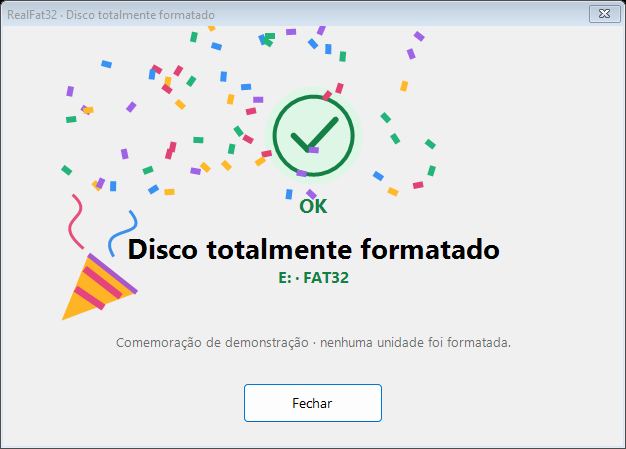 RealFat32 · Disco totalmente formatado
OK
Disco totalmente formatado
E: · FAT32
Comemoração de demonstração · nenhuma unidade foi formatada.
Fechar